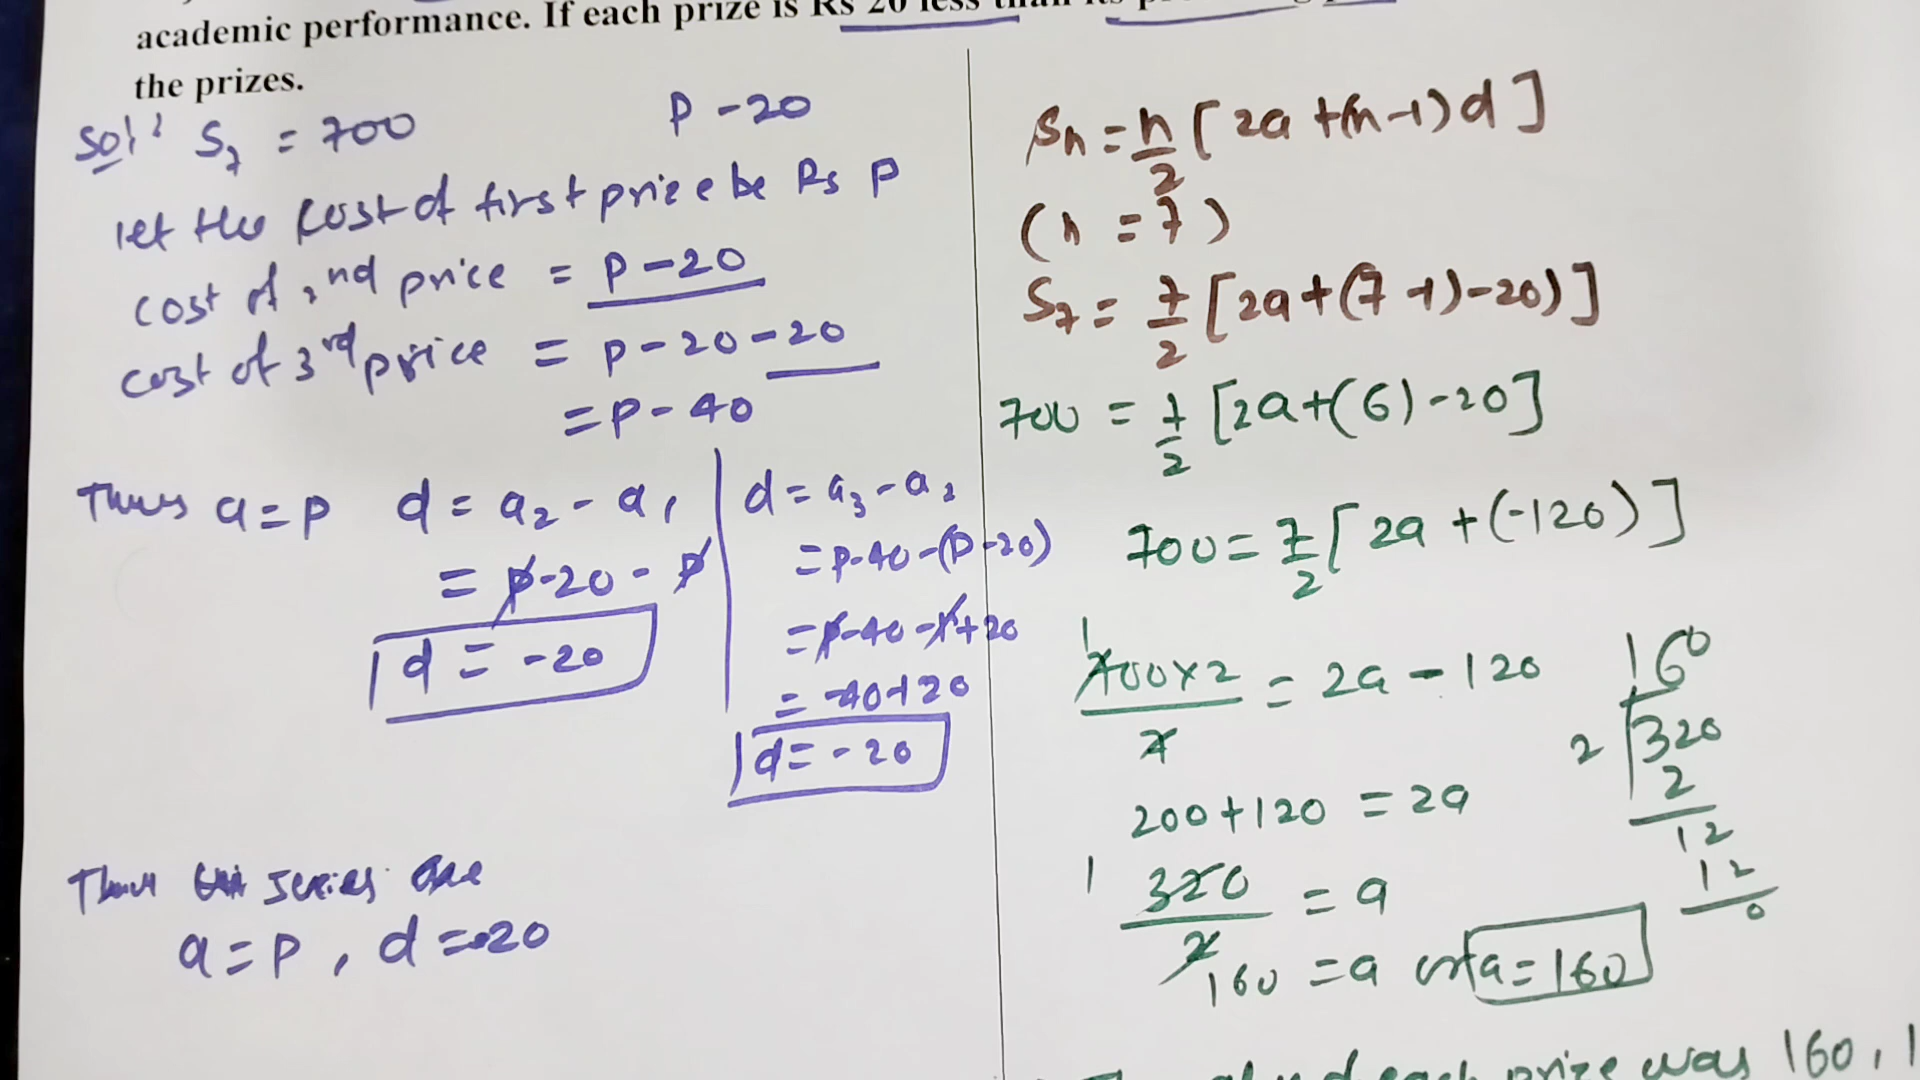 academic performance. If each prize is Rs 20 less than its
the prizes.
Sol: S7 = 700
P - 20
let the cost of first prize be Rs P
cost of 2nd price = P - 20
cost of 3rd price = P - 20 - 20
= P - 40
Thus a = P d = a2 - a1
= P - 20 - P
d = -20
d = a3 - a2
= P - 40 - (P - 20)
= P - 40 - P + 20
= -40 + 20
d = -20
series are
a = P , d = -20
Sn = n/2 [ 2a + (n-1) d ]
(n = 7)
S7 = 7/2 [2a + (7-1) -20)]
700 = 7/2 [2a + (6) -20]
700 = 7/2 [ 2a + (-120) ]
700 x 2 / 7 = 2a - 120
200 + 120 = 2a
320 / 2 = a
160 = a or a = 160
160
2 320
2
12
12
0
each prize was 160, 1